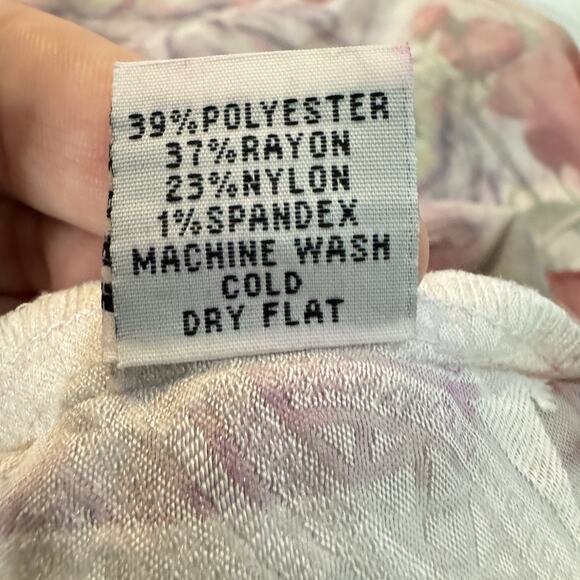 39%POLYESTER
37%RAYON
23%NYLON
1%SPANDEX
MACHINE WASH
COLD
DRY FLAT